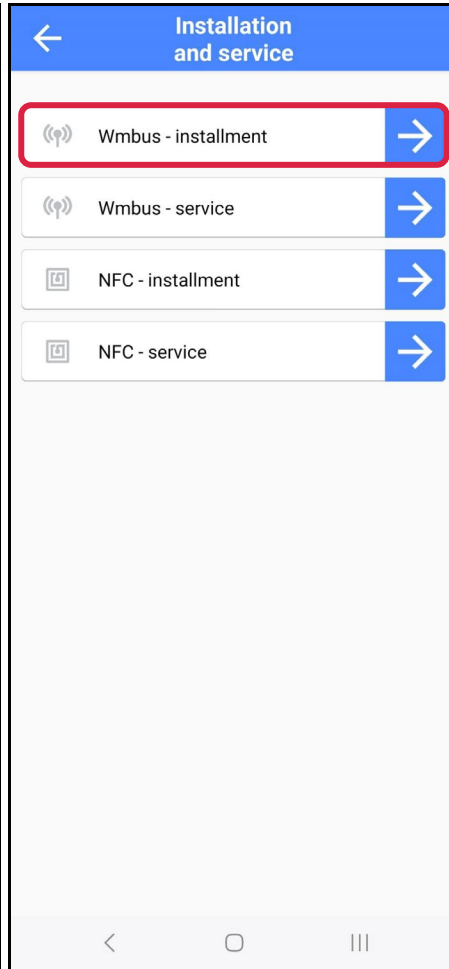 Installation
and service
Wmbus - installment
Wmbus - service
NFC - installment
NFC - service